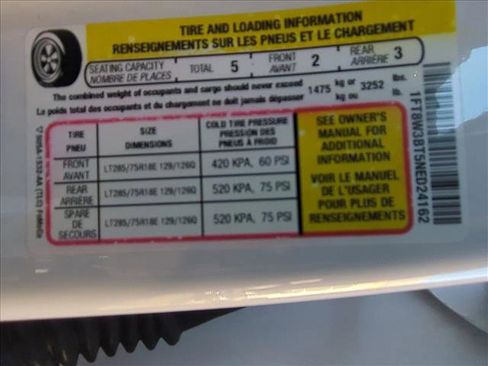 TIRE AND LOADING INFORMATION
RENSEIGNEMENTS SUR LES PNEUS ET LE CHARGEMENT
SEATING CAPACITY
NOMBRE DE PLACES
TOTAL 5
FRONT
AVANT 2
REAR
ARRIÈRE 3
The combined weight of occupants and cargo should never exceed 1475 kg or 3252 lbs.
Le poids total des occupants et du chargement ne doit jamais dépasser kg ou lb.
TIRE
PNEU
SIZE
DIMENSIONS
COLD TIRE PRESSURE
PRESSION DES
PNEUS À FROID
FRONT
AVANT
LT285/75R18E 129/126Q
420 KPA, 60 PSI
REAR
ARRIÈRE
LT285/75R18E 129/126Q
520 KPA, 75 PSI
SPARE
DE
SECOURS
LT285/75R18E 129/126Q
520 KPA, 75 PSI
SEE OWNER'S
MANUAL FOR
ADDITIONAL
INFORMATION
VOIR LE MANUEL
DE L'USAGER
POUR PLUS DE
RENSEIGNEMENTS
1FT8W3BT5NED24162